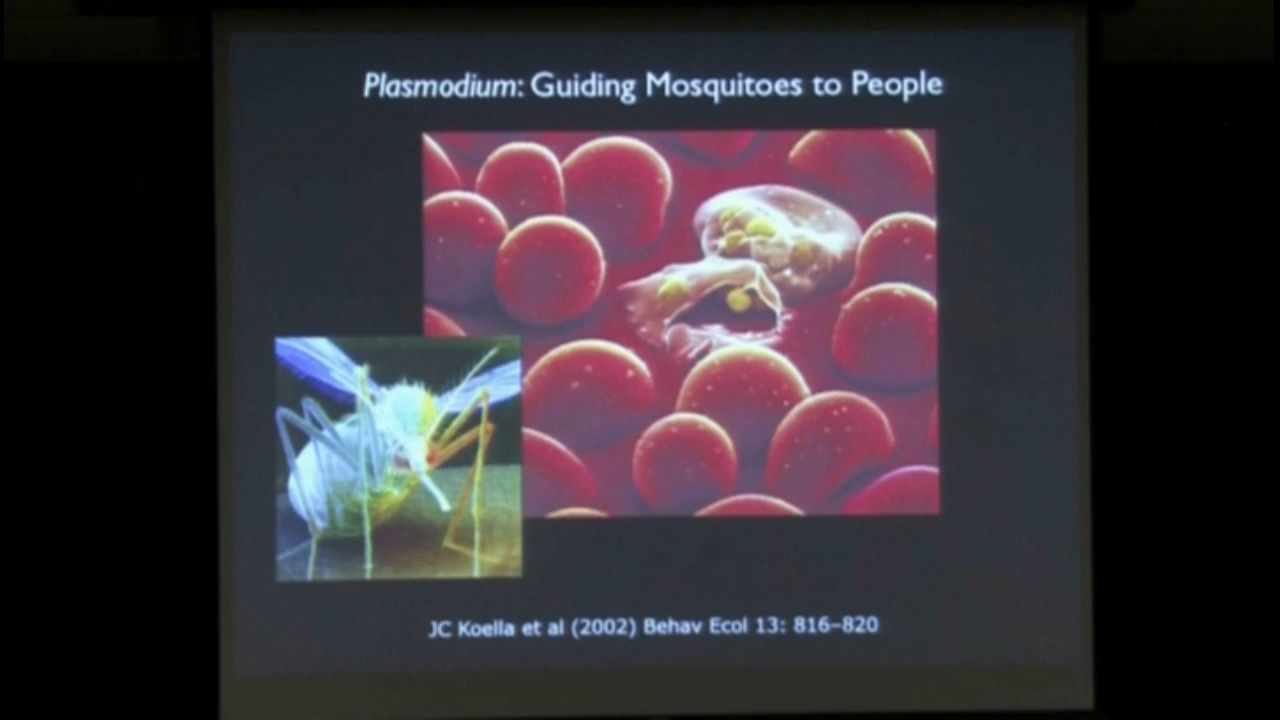 Plasmodium: Guiding Mosquitoes to People
JC Koella et al (2002) Behav Ecol 13: 816–820